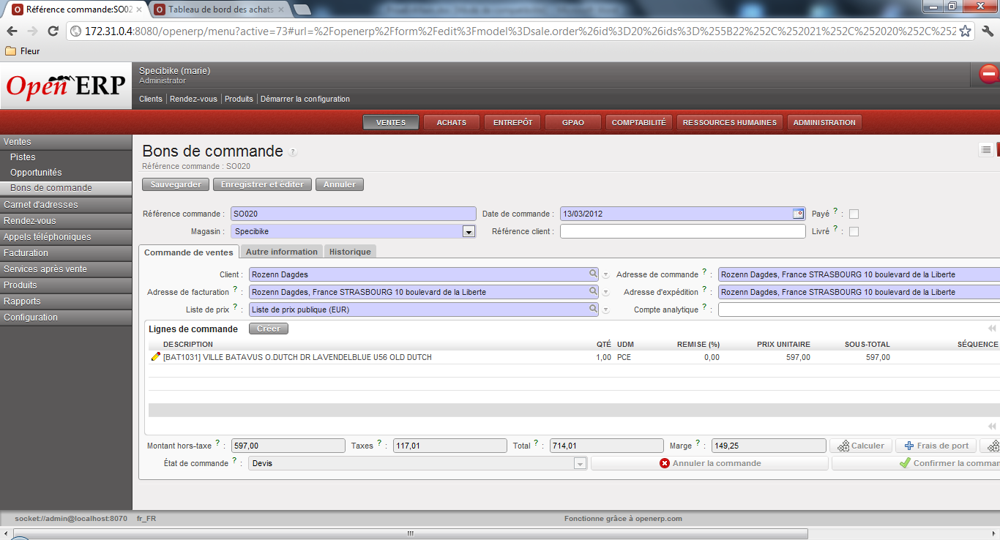 Référence commande:SO02
Tableau de bord des achats
172.31.0.4:8080/openerp/menu?active=73#url=%2Fopenerp%2Fform%2Fedit%3Fmodel%3Dsale.order%26id%3D20%26ids%3D%255B22%252C%252021%252C%252020%252C%252
Fleur
Open ERP
Specibike (marie)
Administrator
Clients | Rendez-vous | Produits | Démarrer la configuration
VENTES ACHATS ENTREPÔT GPAO COMPTABILITÉ RESSOURCES HUMAINES ADMINISTRATION
Ventes
Pistes
Opportunités
Bons de commande
Carnet d'adresses
Rendez-vous
Appels téléphoniques
Facturation
Services après vente
Produits
Rapports
Configuration
Bons de commande ?
Référence commande : SO020
Sauvegarder Enregistrer et éditer Annuler
Référence commande : SO020 Date de commande : 13/03/2012 Payé ? :
Magasin : Specibike Référence client : Livré ? :
Commande de ventes Autre information Historique
Client : Rozenn Dagdes Adresse de commande ? : Rozenn Dagdes, France STRASBOURG 10 boulevard de la Liberte
Adresse de facturation ? : Rozenn Dagdes, France STRASBOURG 10 boulevard de la Liberte Adresse d'expédition ? : Rozenn Dagdes, France STRASBOURG 10 boulevard de la Liberte
Liste de prix ? : Liste de prix publique (EUR) Compte analytique ? :
Lignes de commande Créer
DESCRIPTION QTÉ UDM REMISE (%) PRIX UNITAIRE SOUS-TOTAL SÉQUENCE
[BAT1031] VILLE BATAVUS O.DUTCH DR LAVENDELBLUE U56 OLD DUTCH 1,00 PCE 0,00 597,00 597,00
Montant hors-taxe ? : 597,00 Taxes ? : 117,01 Total ? : 714,01 Marge ? : 149,25 Calculer Frais de port
État de commande ? : Devis Annuler la commande Confirmer la comman
socket://admin@localhost:8070 fr_FR Fonctionne grâce à openerp.com